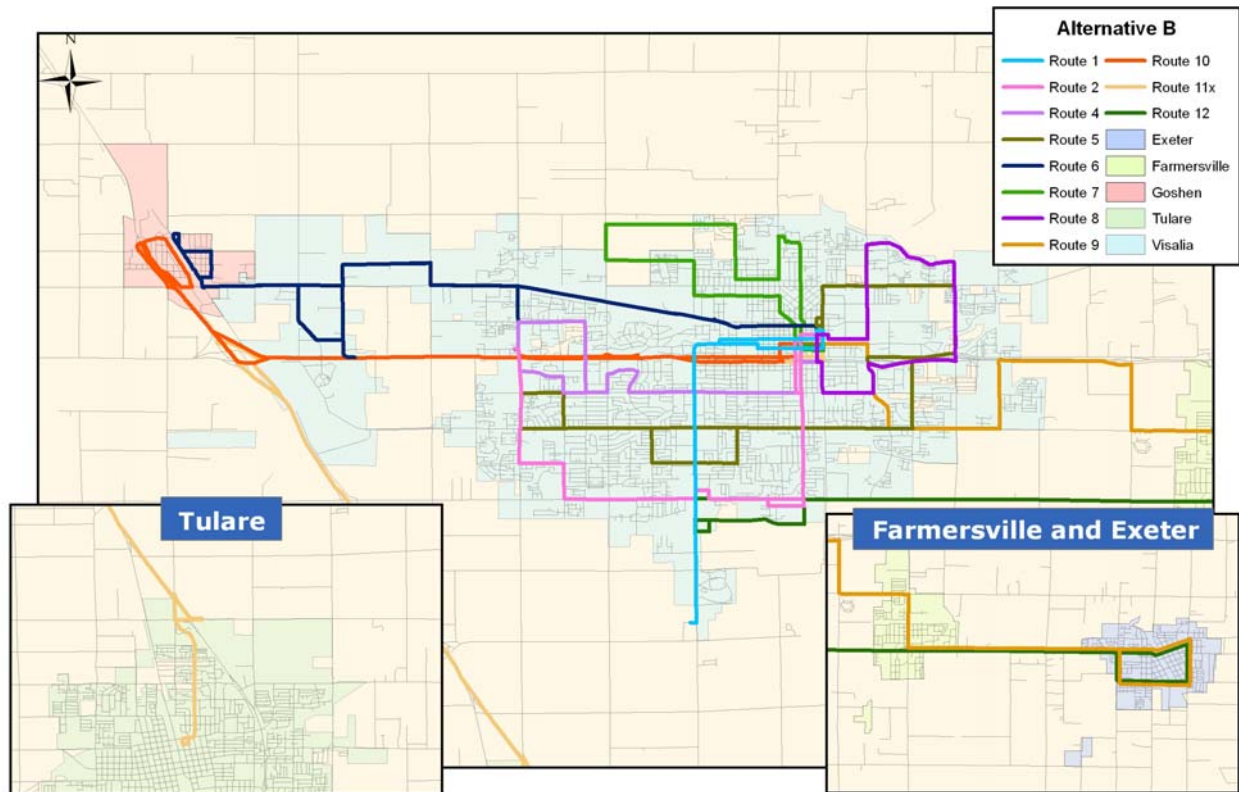 Alternative B
Route 1
Route 10
Route 2
Route 11x
Route 4
Route 12
Route 5
Exeter
Route 6
Farmersville
Route 7
Goshen
Route 8
Tulare
Route 9
Visalia
N
Tulare
Farmersville and Exeter